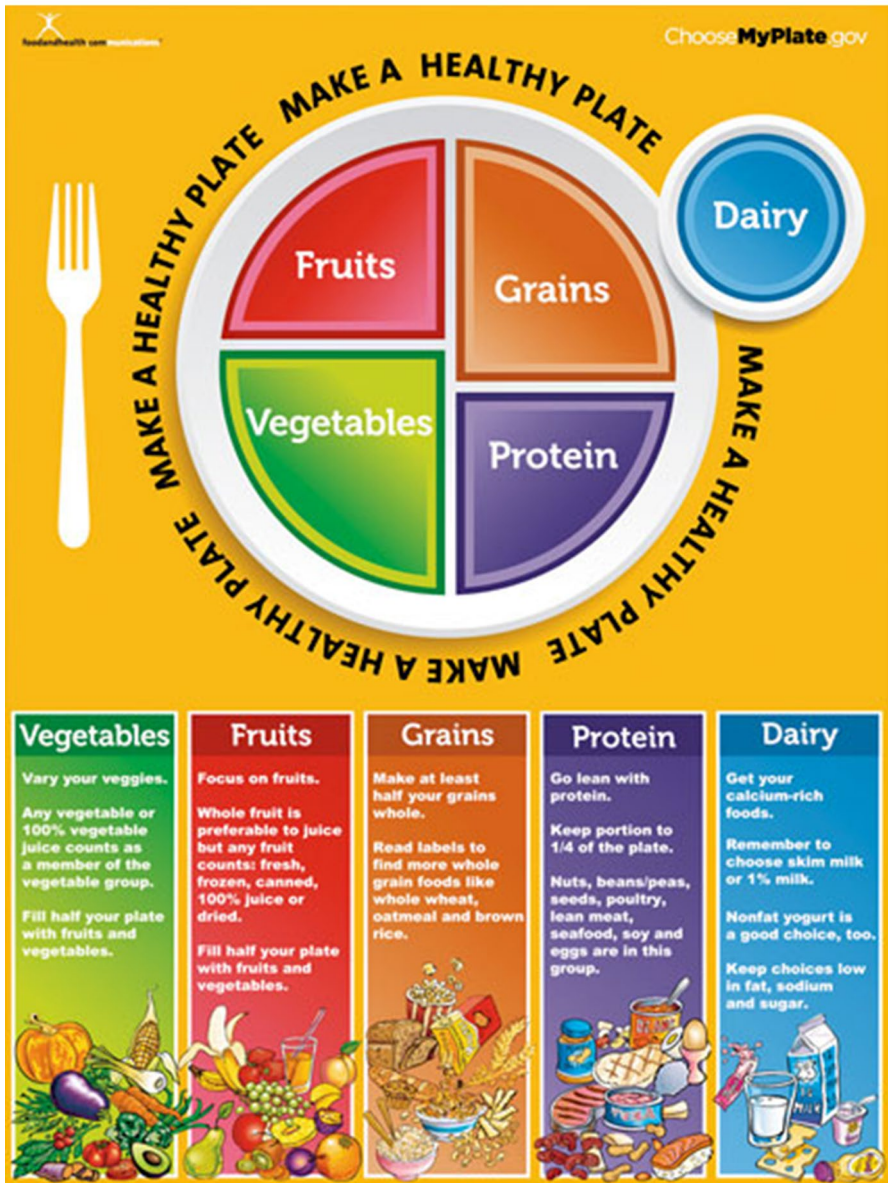 foodandhealth communications
ChooseMyPlate.gov
MAKE A HEALTHY PLATE
MAKE A HEALTHY PLATE
MAKE A HEALTHY PLATE
MAKE A HEALTHY PLATE
Fruits
Grains
Dairy
Vegetables
Protein
Vegetables
Vary your veggies.
Any vegetable or
100% vegetable
juice counts as
a member of the
vegetable group.
Fill half your plate
with fruits and
vegetables.
Fruits
Focus on fruits.
Whole fruit is
preferable to juice
but any fruit
counts: fresh,
frozen, canned,
100% juice or
dried.
Fill half your plate
with fruits and
vegetables.
Grains
Make at least
half your grains
whole.
Read labels to
find more whole
grain foods like
whole wheat,
oatmeal and brown
rice.
Protein
Go lean with
protein.
Keep portion to
1/4 of the plate.
Nuts, beans/peas,
seeds, poultry,
lean meat,
seafood, soy and
eggs are in this
group.
Dairy
Get your
calcium-rich
foods.
Remember to
choose skim milk
or 1% milk.
Nonfat yogurt is
a good choice, too.
Keep choices low
in fat, sodium
and sugar.
MILK